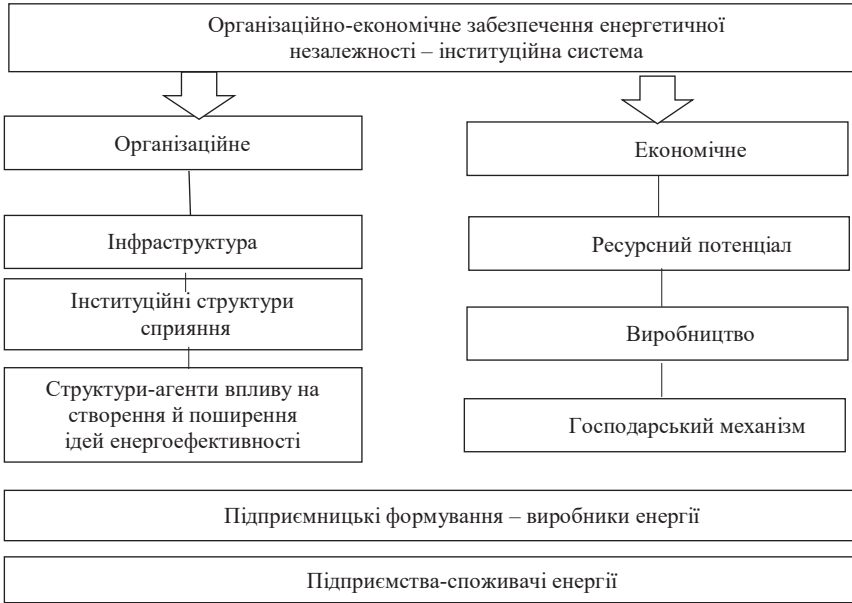 Організаційно-економічне забезпечення енергетичної
незалежності – інституційна система
Організаційне
Економічне
Інфраструктура
Ресурсний потенціал
Інституційні структури
сприяння
Виробництво
Структури-агенти впливу на
створення й поширення
ідей енергоефективності
Господарський механізм
Підприємницькі формування – виробники енергії
Підприємства-споживачі енергії